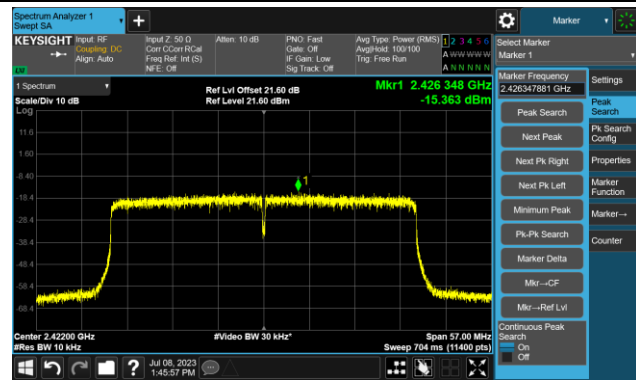 Spectrum Analyzer 1
Swept SA
Marker
KEYSIGHT
Input: RF
Coupling: DC
Align: Auto
Input Z: 50 Ω
Corr CCorr RCal
Freq Ref: Int (S)
NFE: Off
Atten: 10 dB
PNO: Fast
Gate: Off
IF Gain: Low
Sig Track: Off
Avg Type: Power (RMS)
Avg|Hold: 100/100
Trig: Free Run
1 2 3 4 5 6
A W W W W W
A N N N N N
LW
Select Marker
Marker 1
1 Spectrum
Scale/Div 10 dB
Log
Ref Lvl Offset 21.60 dB
Ref Level 21.60 dBm
Mkr1 2.426 348 GHz
-15.363 dBm
11.6
1.60
-8.40
-18.4
-28.4
-38.4
-48.4
-58.4
-68.4
1
Center 2.42200 GHz
#Res BW 10 kHz
#Video BW 30 kHz*
Span 57.00 MHz
Sweep 704 ms (11400 pts)
Marker Frequency
2.426347881 GHz
Peak Search
Next Peak
Next Pk Right
Next Pk Left
Minimum Peak
Pk-Pk Search
Marker Delta
Mkr→CF
Mkr→Ref Lvl
Continuous Peak
Search
On
Off
Settings
Peak
Search
Pk Search
Config
Properties
Marker
Function
Marker→
Counter
?
Jul 08, 2023
1:45:57 PM